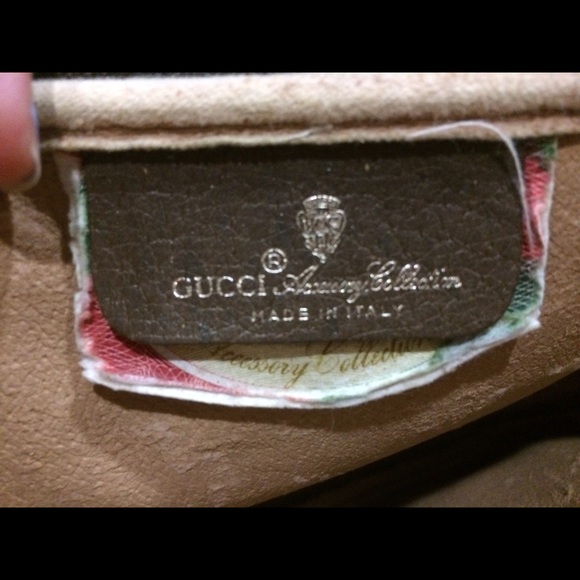 ® GUCCI Accessory Collection
MADE IN ITALY
Accessory Collection